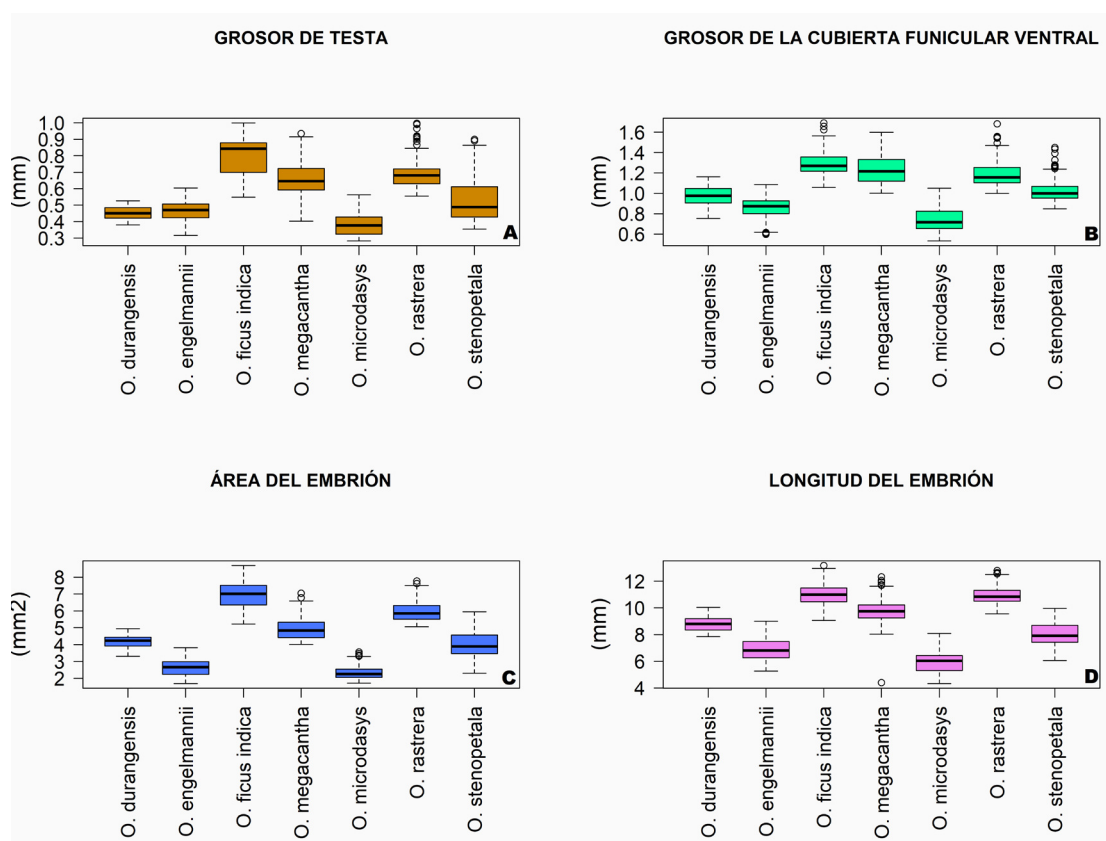 GROSOR DE TESTA
(mm)
1.0
0.9
0.8
0.7
0.6
0.5
0.4
0.3
A
O. durangensis
O. engelmannii
O. ficus indica
O. megacantha
O. microdasys
O. rastrera
O. stenopetala
GROSOR DE LA CUBIERTA FUNICULAR VENTRAL
(mm)
1.6
1.4
1.2
1.0
0.8
0.6
B
O. durangensis
O. engelmannii
O. ficus indica
O. megacantha
O. microdasys
O. rastrera
O. stenopetala
ÁREA DEL EMBRIÓN
(mm2)
8
7
6
5
4
3
2
C
O. durangensis
O. engelmannii
O. ficus indica
O. megacantha
O. microdasys
O. rastrera
O. stenopetala
LONGITUD DEL EMBRIÓN
(mm)
12
10
8
6
4
D
O. durangensis
O. engelmannii
O. ficus indica
O. megacantha
O. microdasys
O. rastrera
O. stenopetala